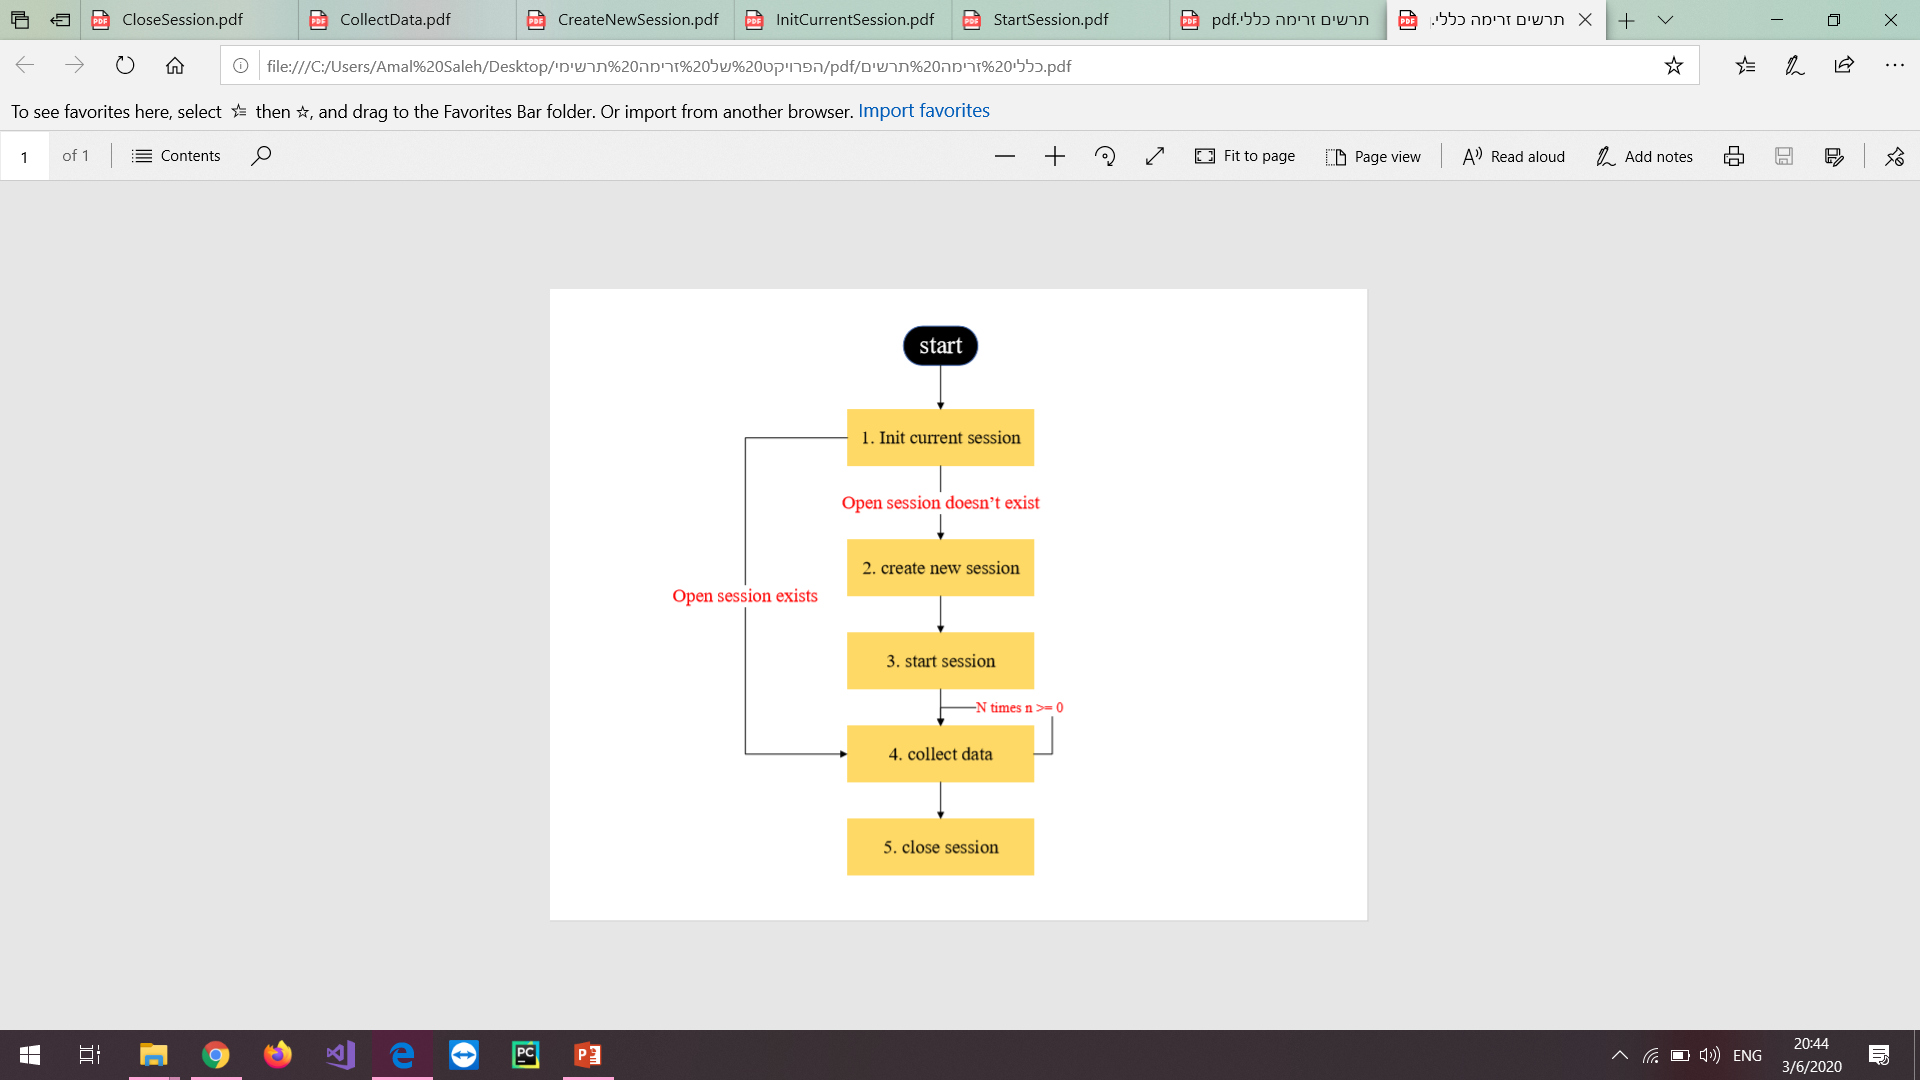 CloseSession.pdf
CollectData.pdf
CreateNewSession.pdf
InitCurrentSession.pdf
StartSession.pdf
תרשים זרימה כללי.pdf
תרשים זרימה כללי.
file:///C:/Users/Amal%20Saleh/Desktop/תרשימי%20זרימה%20של%20הפרויקט/pdf/תרשים%20זרימה%20כללי.pdf
To see favorites here, select then ☆, and drag to the Favorites Bar folder. Or import from another browser. Import favorites
1 of 1 Contents Fit to page Page view Read aloud Add notes
start
1. Init current session
Open session doesn’t exist
2. create new session
Open session exists
3. start session
N times n >= 0
4. collect data
5. close session
ENG
20:44
3/6/2020